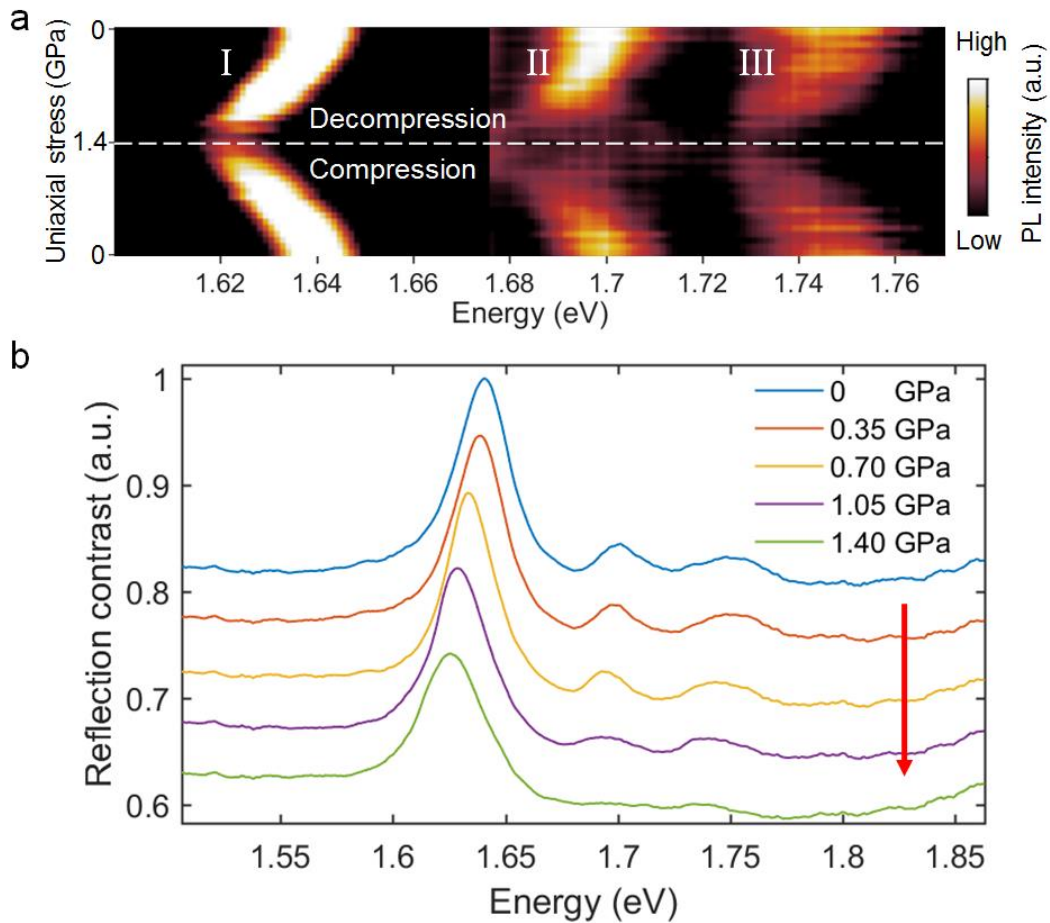 a
Uniaxial stress (GPa)
0
1.4
0
I
II
III
Decompression
Compression
High
Low
PL intensity (a.u.)
1.62 1.64 1.66 1.68 1.7 1.72 1.74 1.76
Energy (eV)
b
Reflection contrast (a.u.)
1
0.9
0.8
0.7
0.6
0 GPa
0.35 GPa
0.70 GPa
1.05 GPa
1.40 GPa
1.55 1.6 1.65 1.7 1.75 1.8 1.85
Energy (eV)